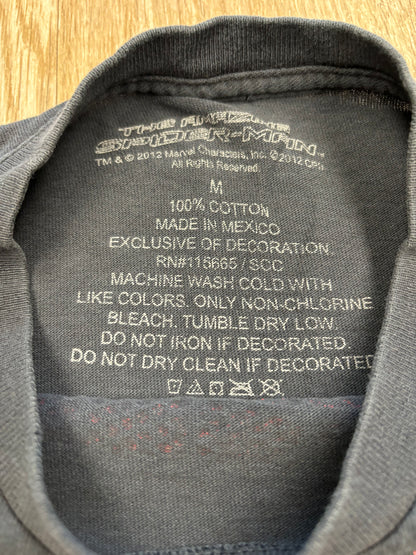 THE AMAZING
SPIDER-MAN™
TM & © 2012 Marvel Characters, Inc. © 2012 CPII
All Rights Reserved.
M
100% COTTON
MADE IN MEXICO
EXCLUSIVE OF DECORATION.
RN#115665 / SCC
MACHINE WASH COLD WITH
LIKE COLORS. ONLY NON-CHLORINE
BLEACH. TUMBLE DRY LOW.
DO NOT IRON IF DECORATED.
DO NOT DRY CLEAN IF DECORATED